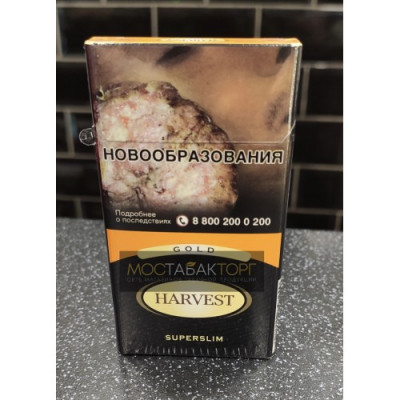 НОВООБРАЗОВАНИЯ
Подробнее
о последствиях
8 800 200 0 200
GOLD
МОСТАБАКТОРГ
HARVEST
SUPERSLIM